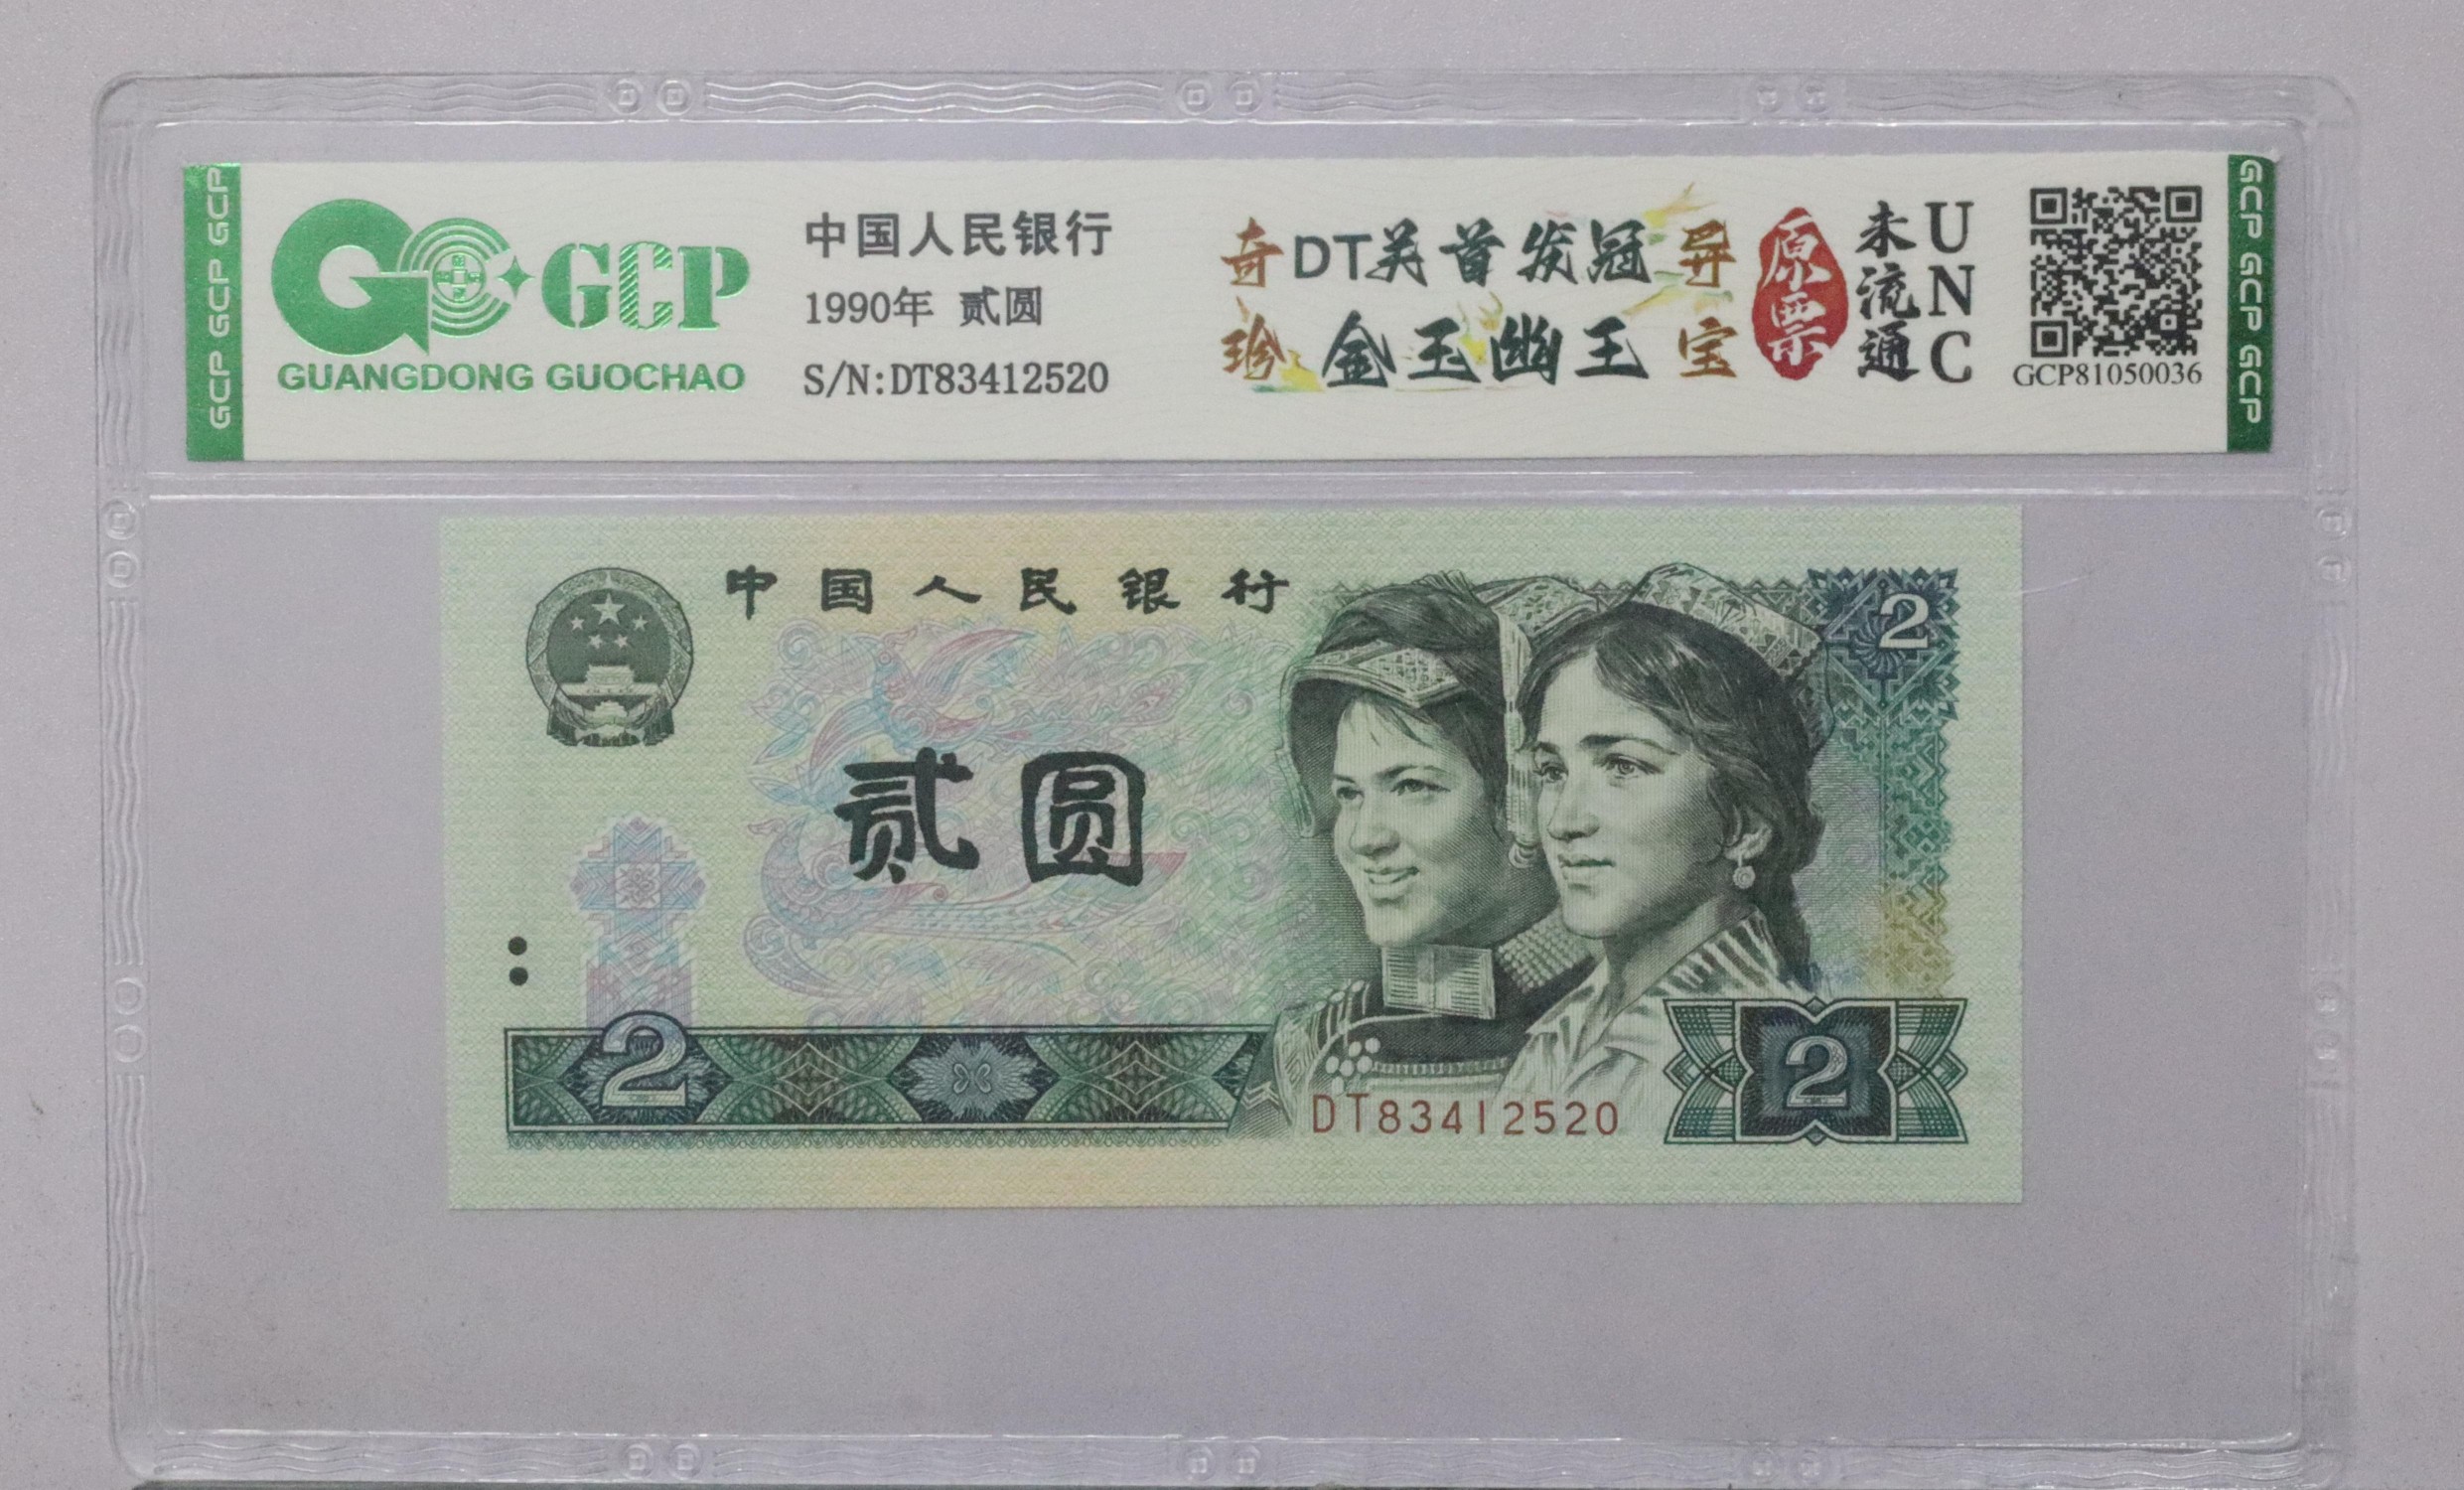 GCP GCP GCP
GCP
GUANGDONG GUOCHAO
中国人民银行
1990年 贰圆
S/N:DT83412520
奇珍
DT关首发冠
金玉幽王
异宝
原票
未流通
UNC
GCP81050036
GCP GCP GCP
中国人民银行
2
贰圆
2
DT83412520
2